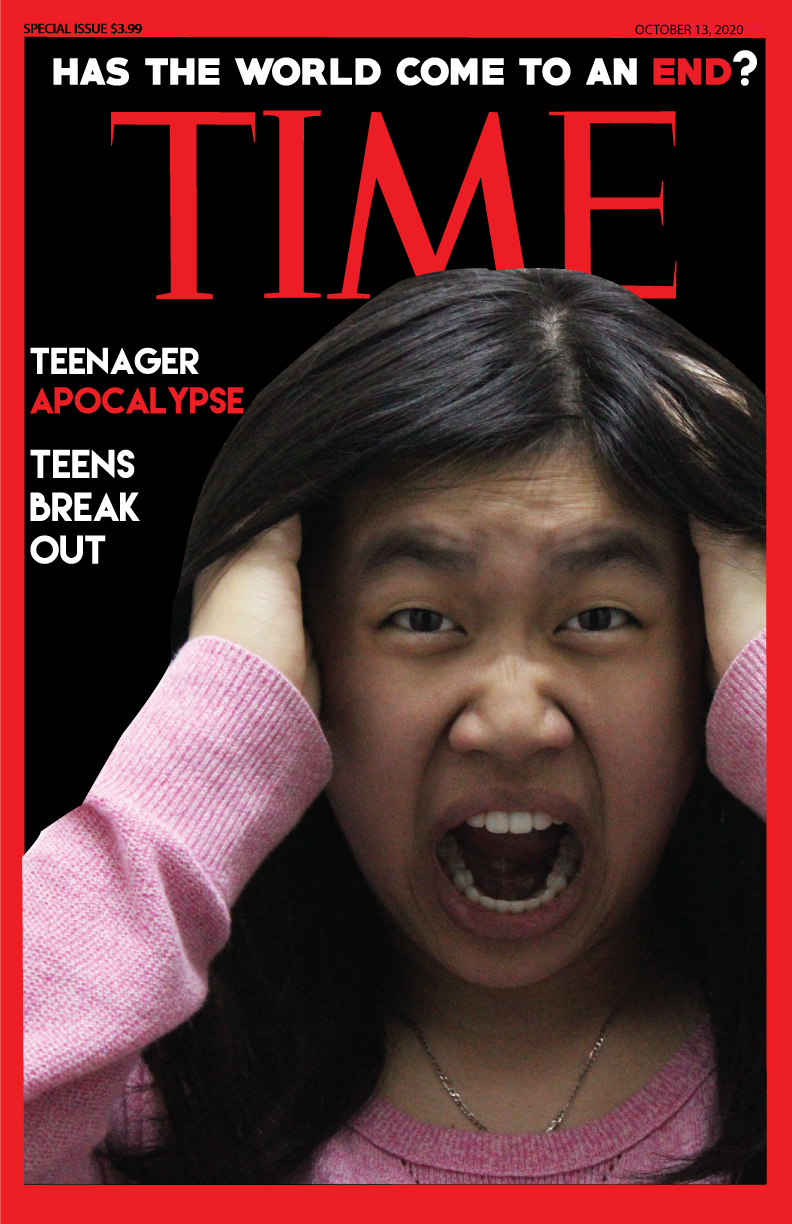 SPECIAL ISSUE $3.99
OCTOBER 13, 2020
HAS THE WORLD COME TO AN END?
TIME
TEENAGER
APOCALYPSE
TEENS
BREAK
OUT